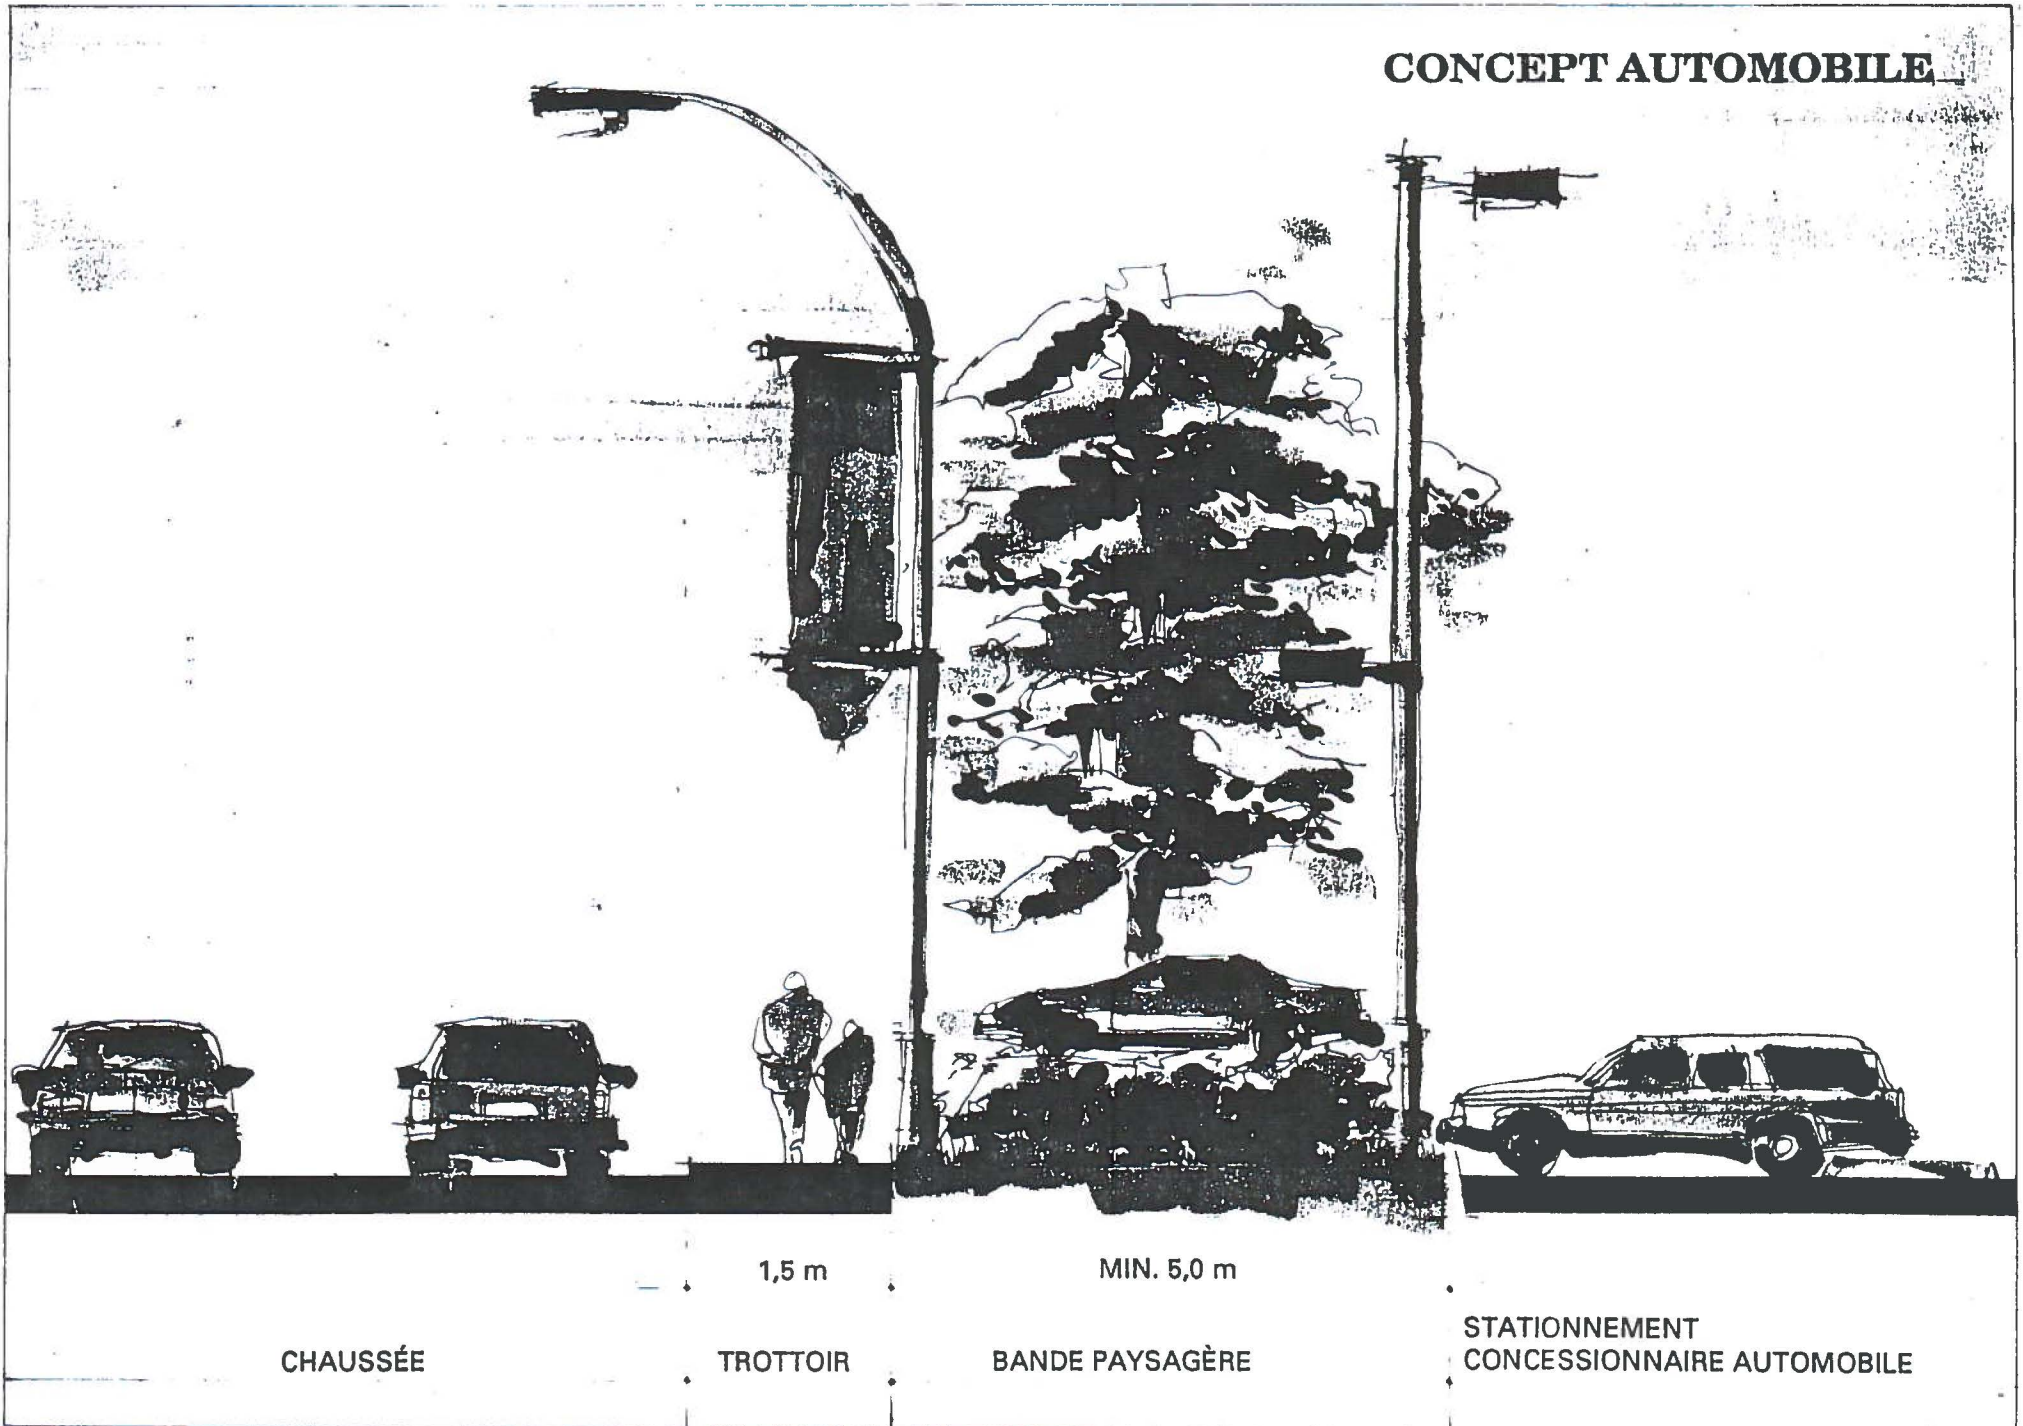 CONCEPT AUTOMOBILE
1,5 m
MIN. 5,0 m
CHAUSSÉE
TROTTOIR
BANDE PAYSAGÈRE
STATIONNEMENT
CONCESSIONNAIRE AUTOMOBILE